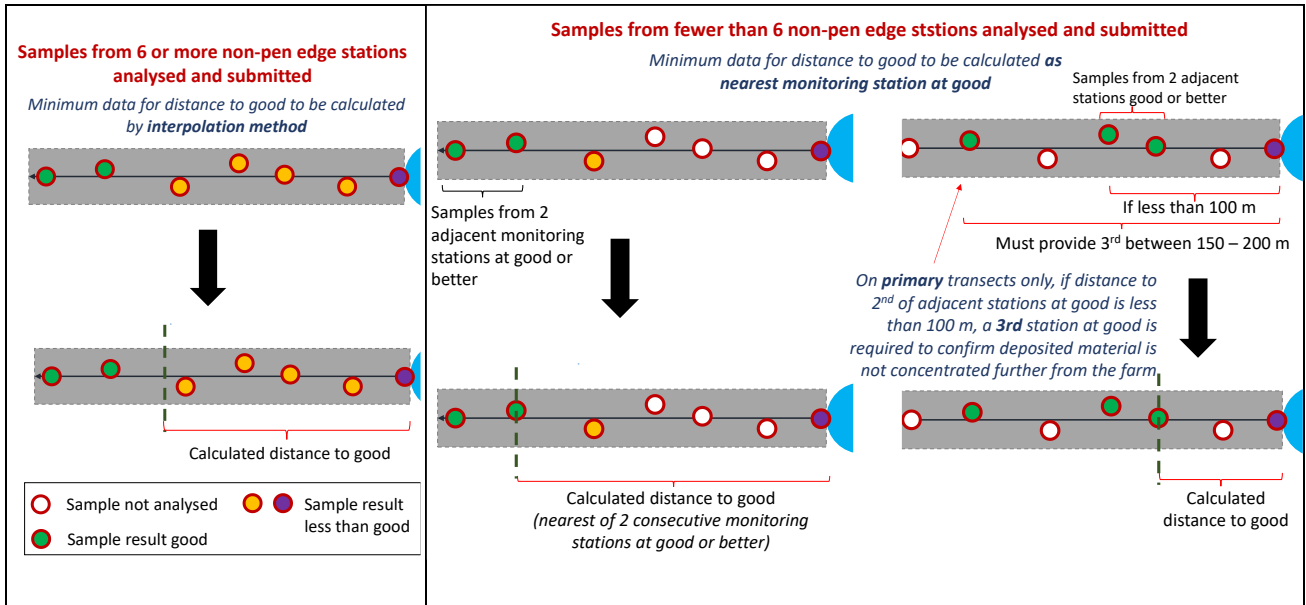 Samples from 6 or more non-pen edge stations
analysed and submitted
Minimum data for distance to good to be calculated
by interpolation method
Calculated distance to good
Sample not analysed
Sample result good
Sample result
less than good
Samples from fewer than 6 non-pen edge ststions analysed and submitted
Minimum data for distance to good to be calculated as
nearest monitoring station at good
Samples from 2
adjacent monitoring
stations at good or
better
Calculated distance to good
(nearest of 2 consecutive monitoring
stations at good or better)
Samples from 2 adjacent
stations good or better
If less than 100 m
Must provide 3rd between 150 – 200 m
On primary transects only, if distance to
2nd of adjacent stations at good is less
than 100 m, a 3rd station at good is
required to confirm deposited material is
not concentrated further from the farm
Calculated
distance to good